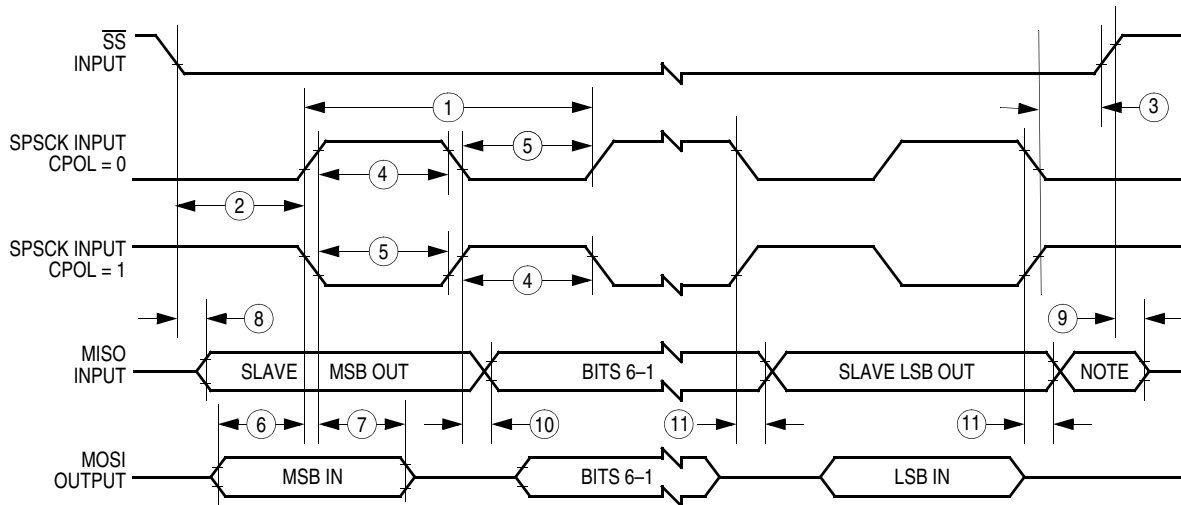 SS
INPUT
1
3
SPSCK INPUT
CPOL = 0
5
4
2
SPSCK INPUT
CPOL = 1
5
4
8
9
MISO
INPUT
SLAVE MSB OUT
BITS 6–1
SLAVE LSB OUT
NOTE
6
7
10
11
11
MOSI
OUTPUT
MSB IN
BITS 6–1
LSB IN